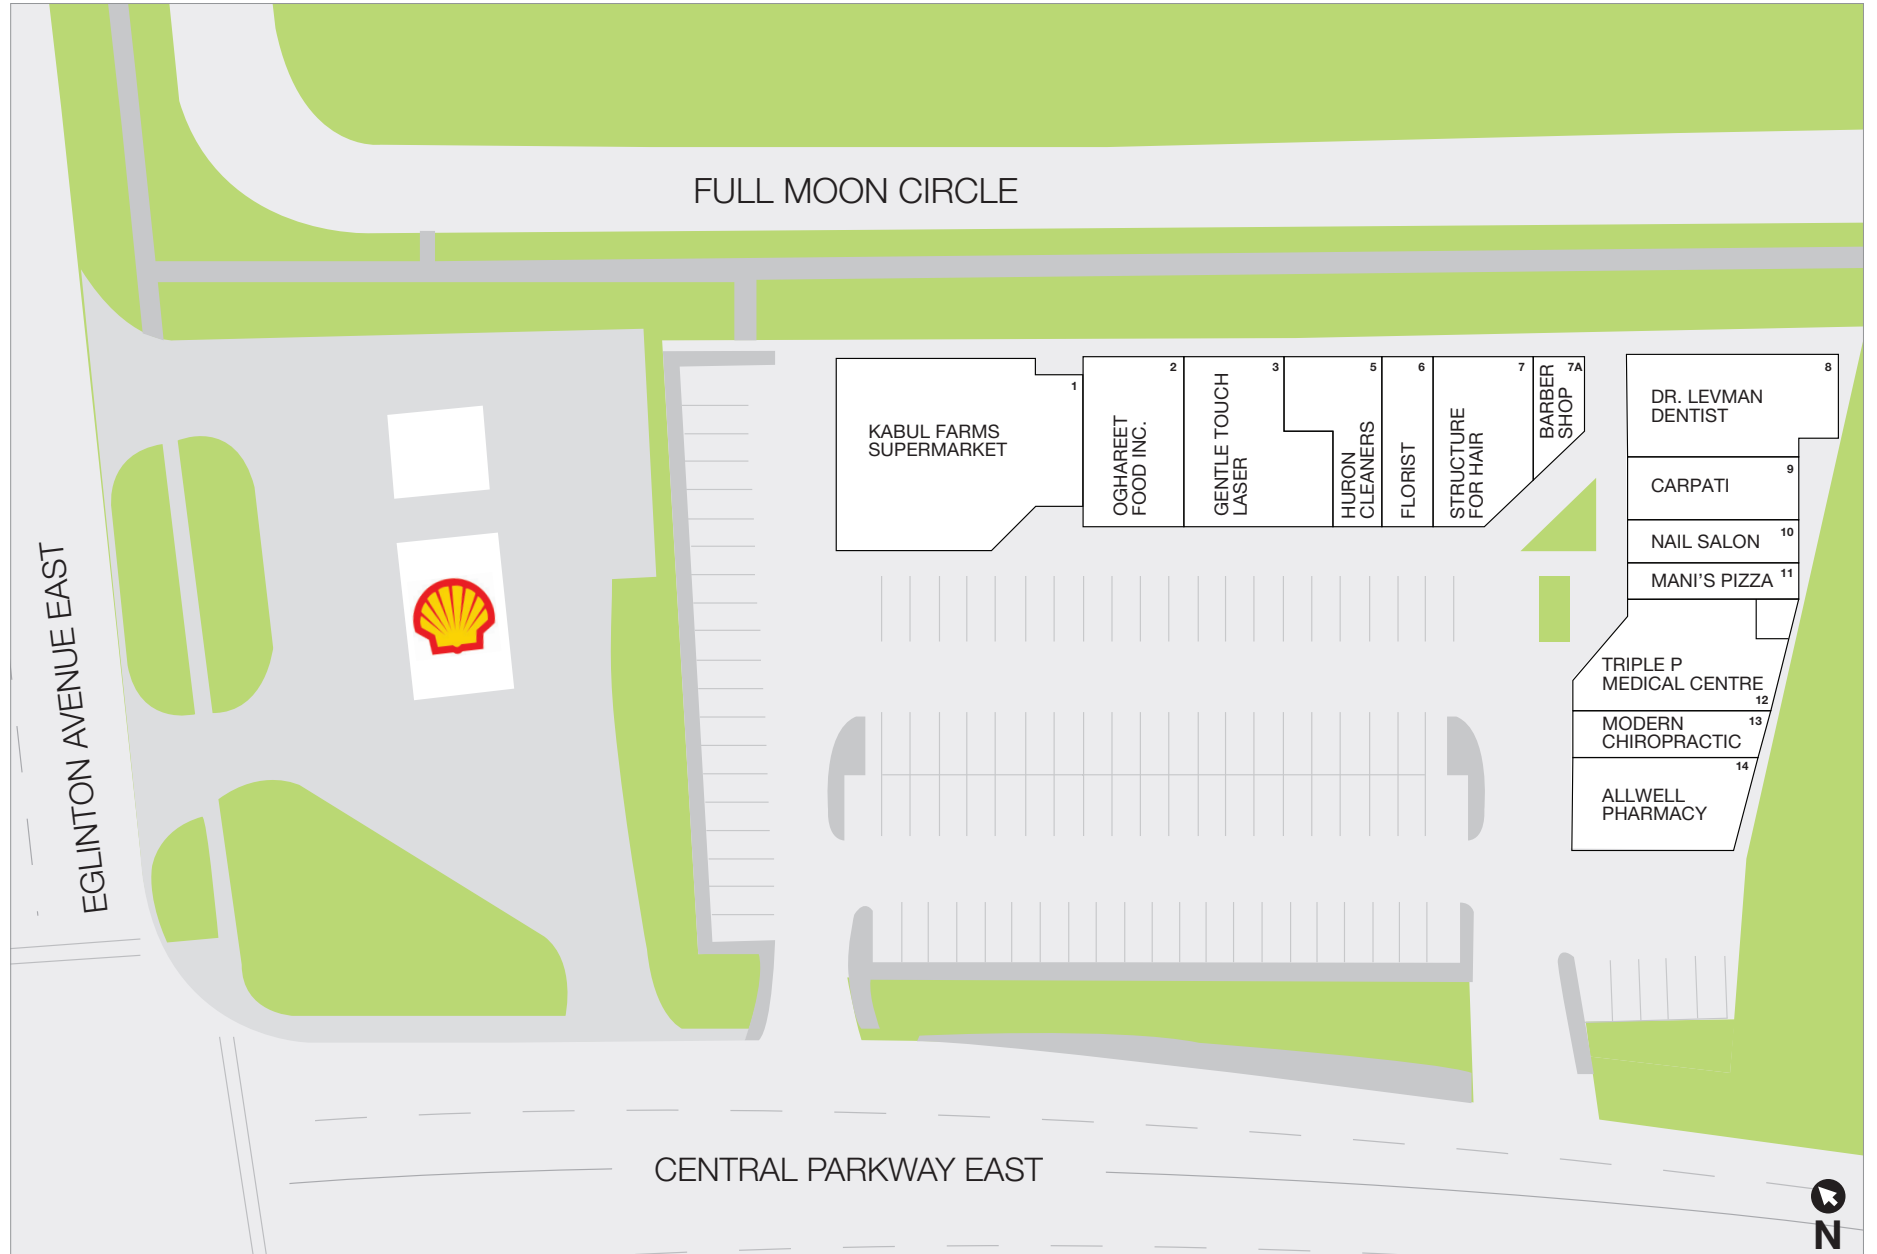 FULL MOON CIRCLE
EGLINTON AVENUE EAST
KABUL FARMS
SUPERMARKET
1
OGHAREET
FOOD INC.
2
GENTLE TOUCH
LASER
3
HURON
CLEANERS
5
FLORIST
6
STRUCTURE
FOR HAIR
7
BARBER
SHOP
7A
DR. LEVMAN
DENTIST
8
CARPATI
9
NAIL SALON
10
MANI'S PIZZA
11
TRIPLE P
MEDICAL CENTRE
12
MODERN
CHIROPRACTIC
13
ALLWELL
PHARMACY
14
CENTRAL PARKWAY EAST
N